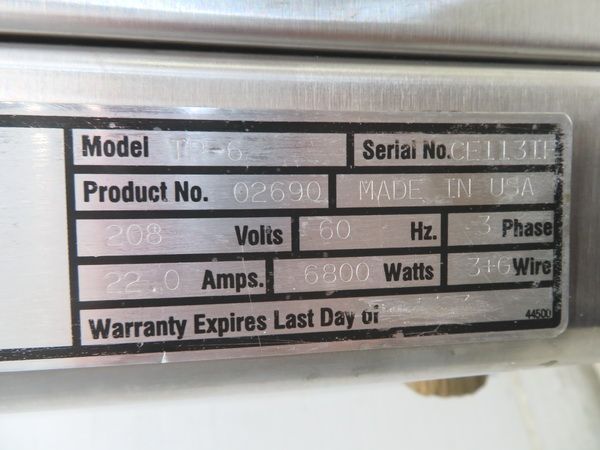 Model TP-6 Serial No. CE113
Product No. 02690 MADE IN USA
208 Volts 60 Hz. 3 Phase
22.0 Amps. 6800 Watts 3+G Wire
Warranty Expires Last Day of
44500